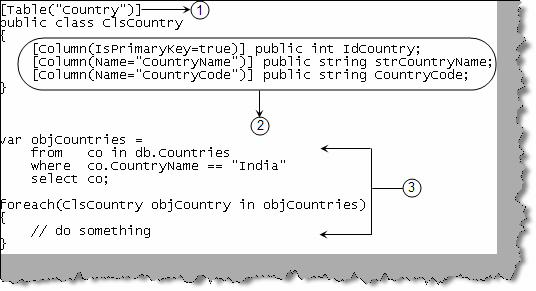 [Table("Country")] 1
public class ClsCountry
{
[Column(IsPrimaryKey=true)] public int IdCountry;
[Column(Name="CountryName")] public string strCountryName;
[Column(Name="CountryCode")] public string CountryCode;
}
2
var objCountries =
from co in db.Countries
where co.CountryName == "India"
select co;
3
foreach(ClsCountry objCountry in objCountries)
{
// do something
}